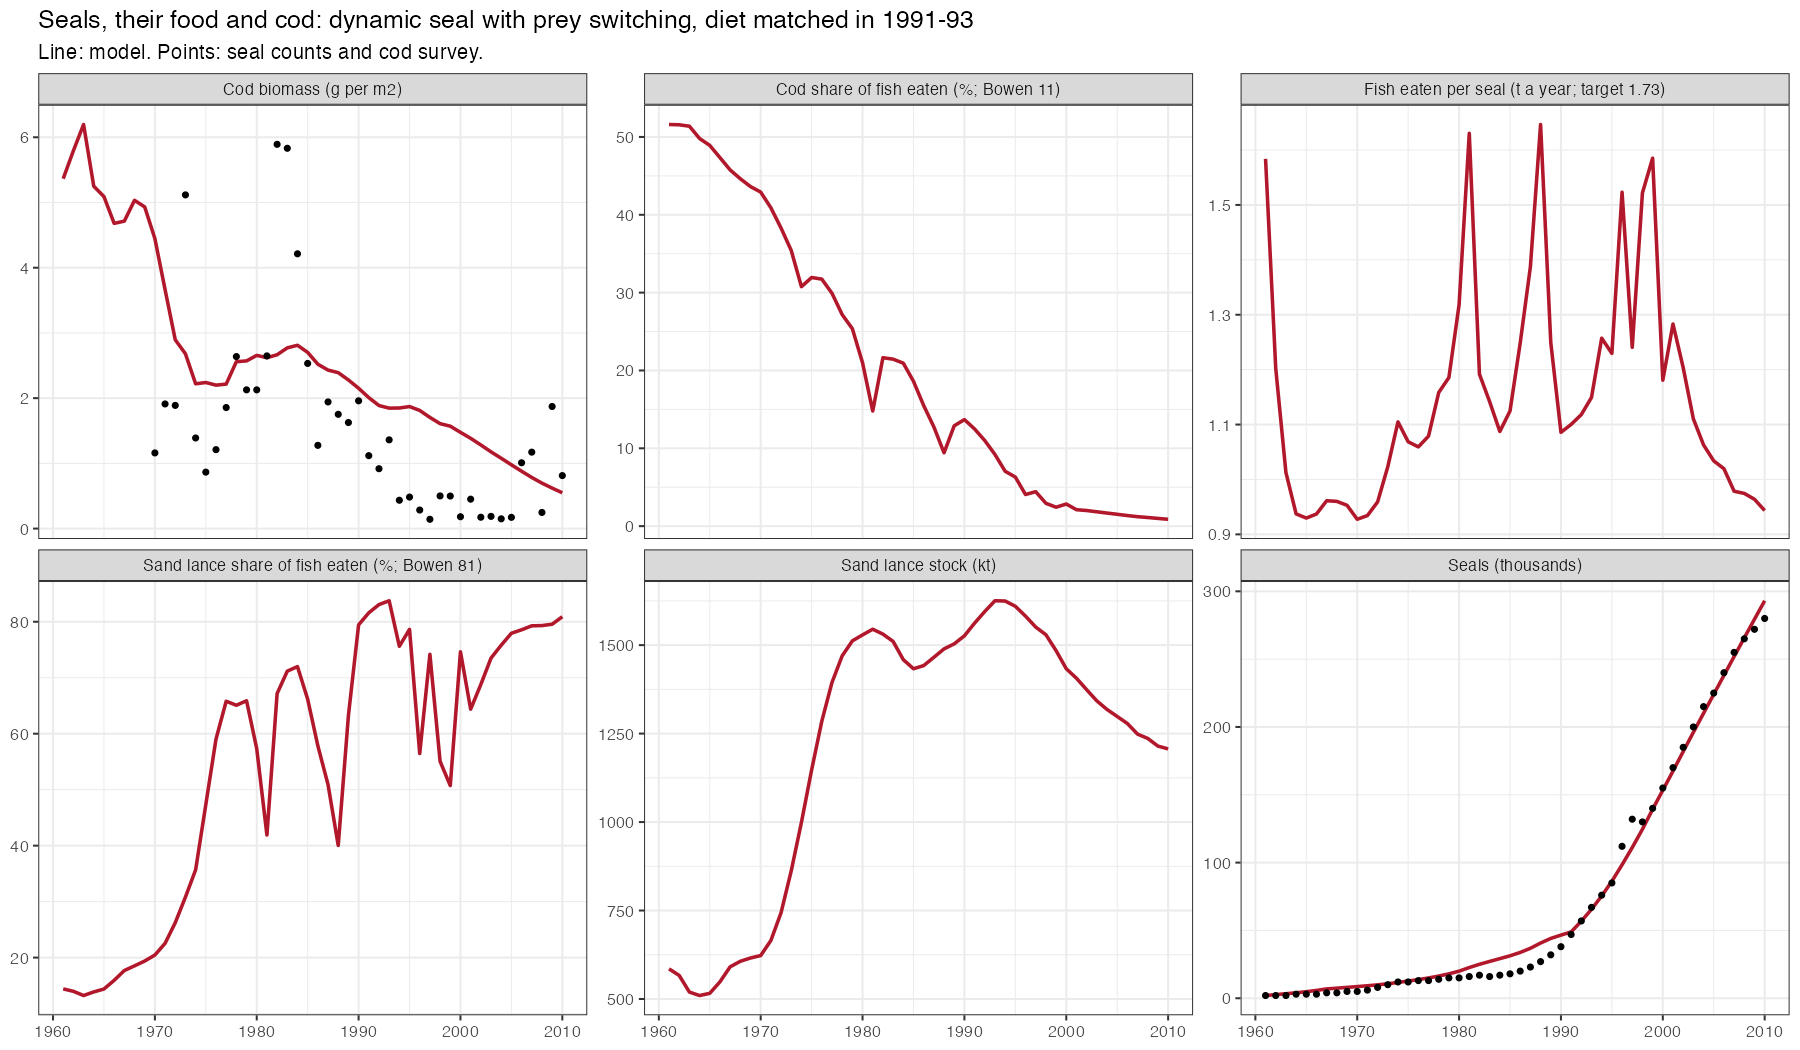 Seals, their food and cod: dynamic seal with prey switching, diet matched in 1991-93
Line: model. Points: seal counts and cod survey.
Cod biomass (g per m2)
6
4
2
0
Cod share of fish eaten (%; Bowen 11)
50
40
30
20
10
0
Fish eaten per seal (t a year; target 1.73)
1.5
1.3
1.1
0.9
Sand lance share of fish eaten (%; Bowen 81)
80
60
40
20
1960 1970 1980 1990 2000 2010
Sand lance stock (kt)
1500
1250
1000
750
500
1960 1970 1980 1990 2000 2010
Seals (thousands)
300
200
100
0
1960 1970 1980 1990 2000 2010